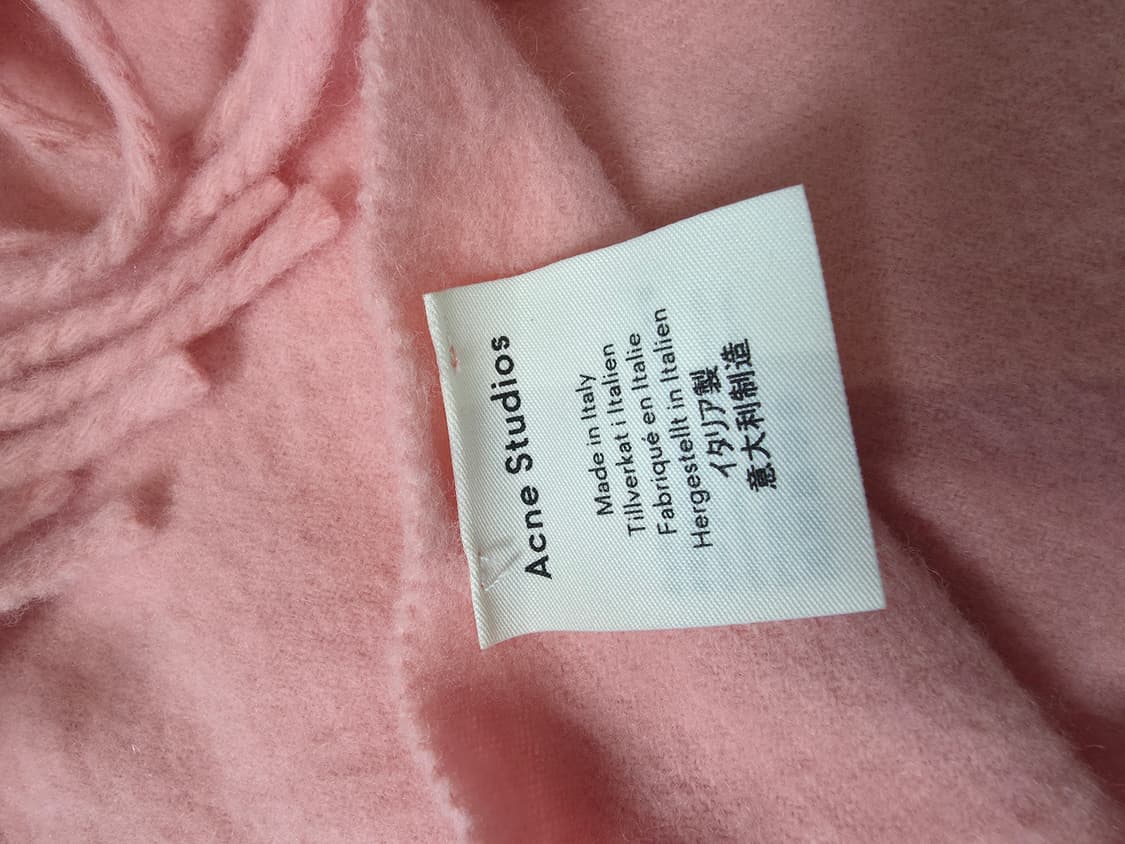 Acne Studios
Made in Italy
Tillverkat i Italien
Fabriqué en Italie
Hergestellt in Italien
イタリア製
意大利制造